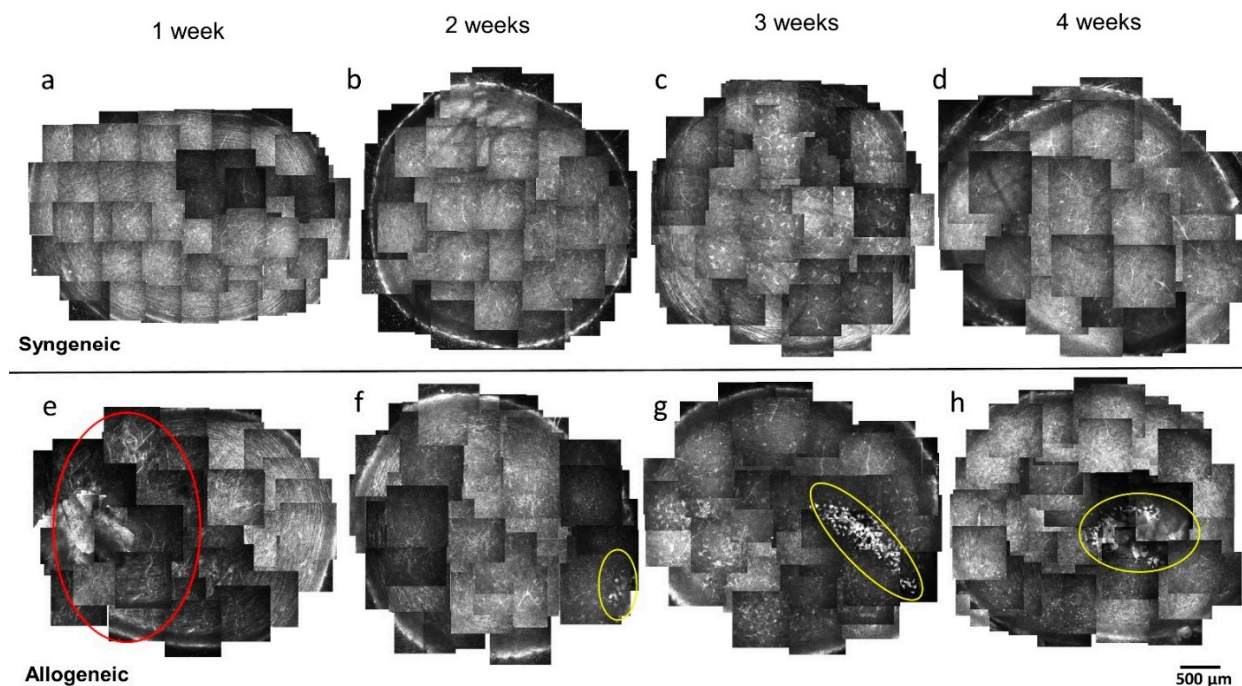 1 week 2 weeks 3 weeks 4 weeks
a b c d
Syngeneic
e f g h
Allogeneic
500 µm